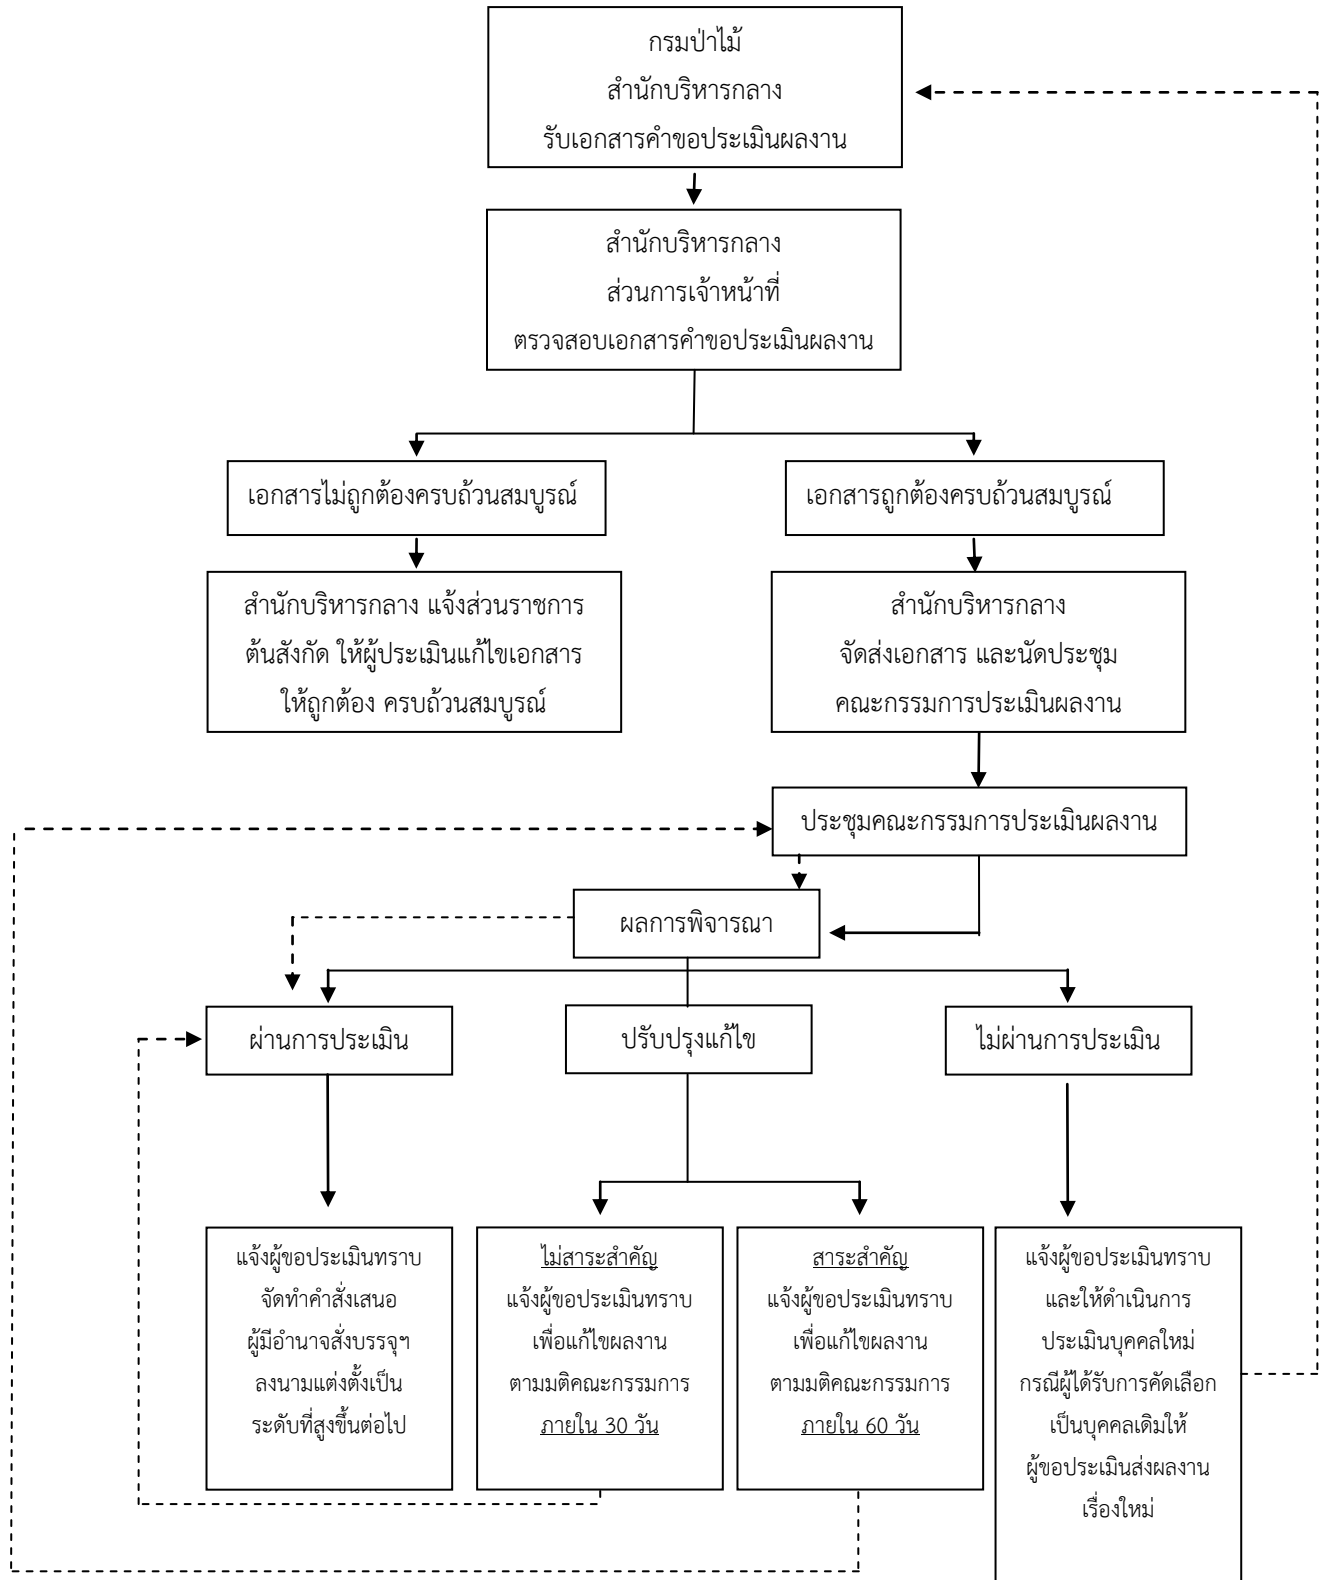 กรมป่าไม้
สำนักบริหารกลาง
รับเอกสารคำขอประเมินผลงาน
สำนักบริหารกลาง
ส่วนการเจ้าหน้าที่
ตรวจสอบเอกสารคำขอประเมินผลงาน
เอกสารไม่ถูกต้องครบถ้วนสมบูรณ์
เอกสารถูกต้องครบถ้วนสมบูรณ์
สำนักบริหารกลาง แจ้งส่วนราชการ
ต้นสังกัด ให้ผู้ประเมินแก้ไขเอกสาร
ให้ถูกต้อง ครบถ้วนสมบูรณ์
สำนักบริหารกลาง
จัดส่งเอกสาร และนัดประชุม
คณะกรรมการประเมินผลงาน
ประชุมคณะกรรมการประเมินผลงาน
ผลการพิจารณา
ผ่านการประเมิน
ปรับปรุงแก้ไข
ไม่ผ่านการประเมิน
แจ้งผู้ขอประเมินทราบ
จัดทำคำสั่งเสนอ
ผู้มีอำนาจสั่งบรรจุฯ
ลงนามแต่งตั้งเป็น
ระดับที่สูงขึ้นต่อไป
ไม่สาระสำคัญ
แจ้งผู้ขอประเมินทราบ
เพื่อแก้ไขผลงาน
ตามมติคณะกรรมการ
ภายใน 30 วัน
สาระสำคัญ
แจ้งผู้ขอประเมินทราบ
เพื่อแก้ไขผลงาน
ตามมติคณะกรรมการ
ภายใน 60 วัน
แจ้งผู้ขอประเมินทราบ
และให้ดำเนินการ
ประเมินบุคคลใหม่
กรณีผู้ได้รับการคัดเลือก
เป็นบุคคลเดิมให้
ผู้ขอประเมินส่งผลงาน
เรื่องใหม่